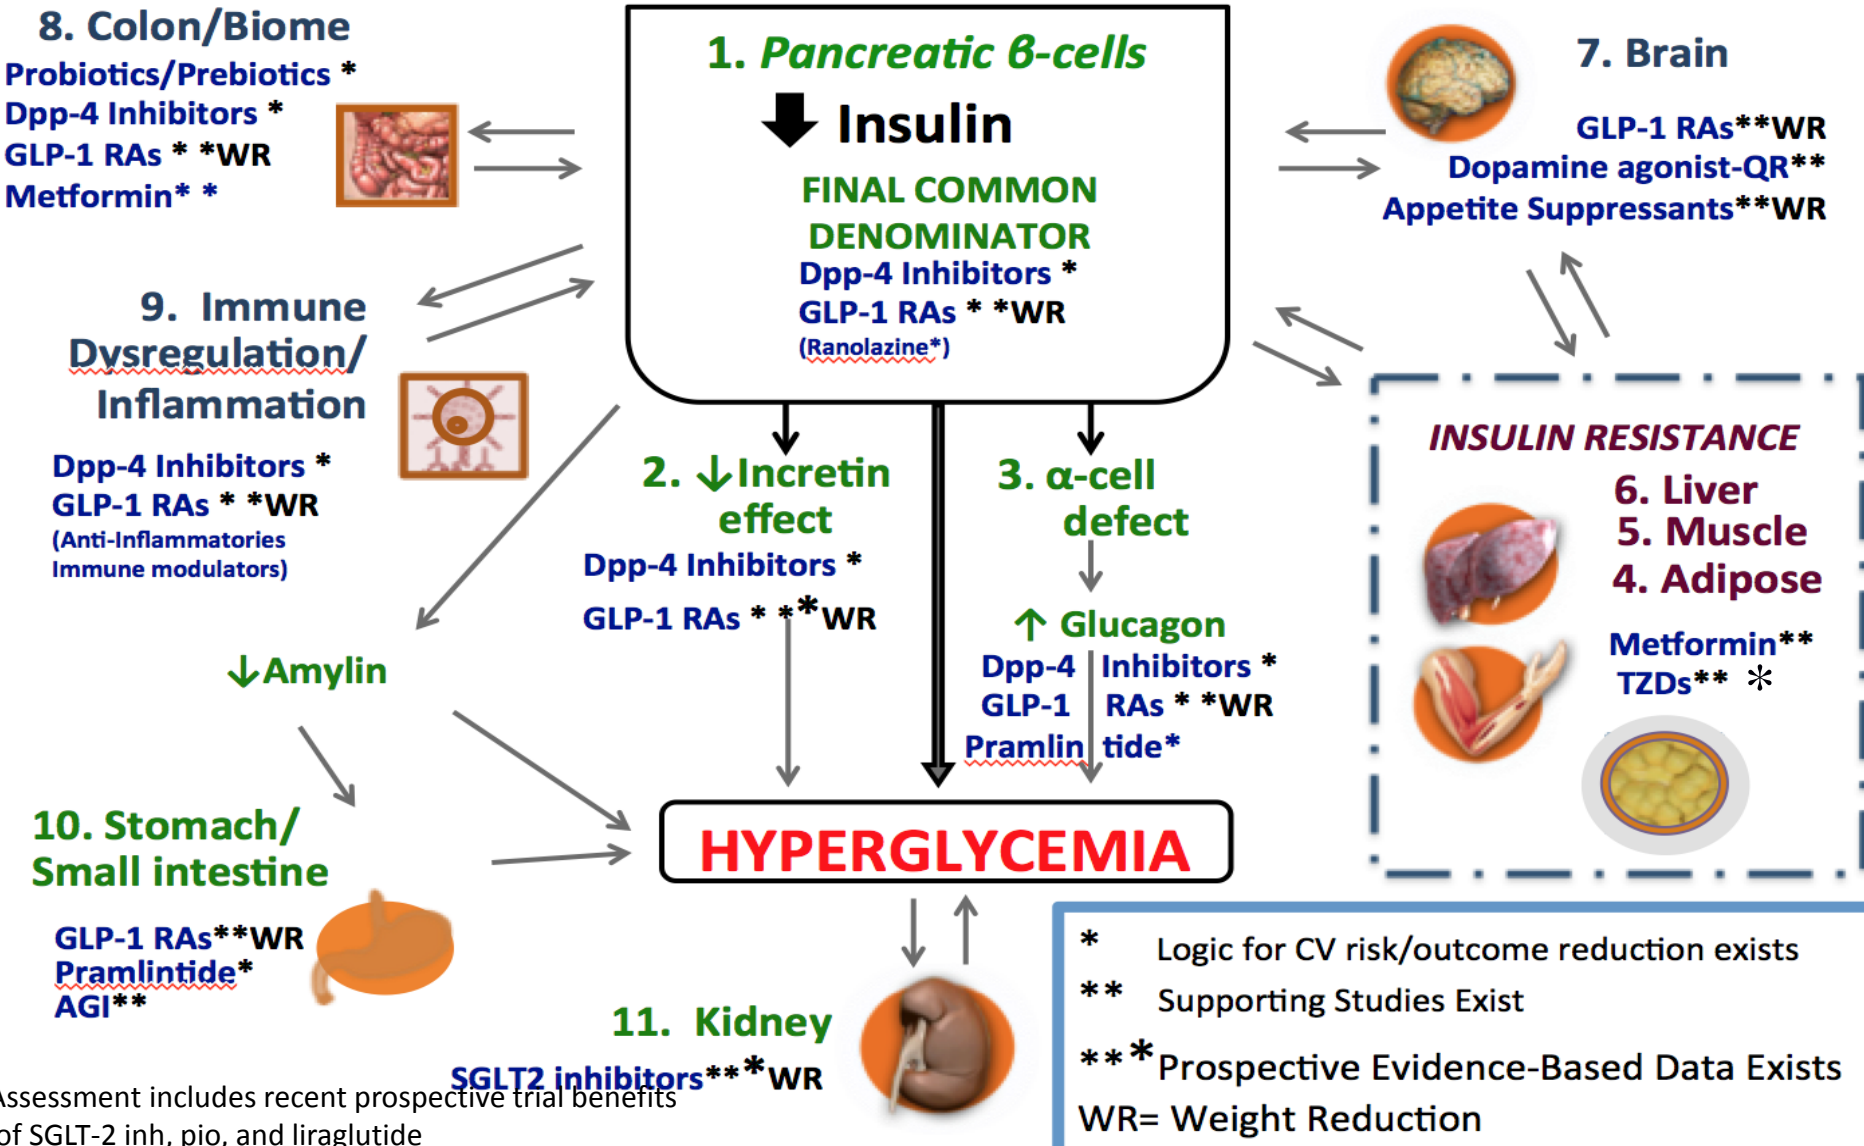 8. Colon/Biome
Probiotics/Prebiotics *
Dpp-4 Inhibitors *
GLP-1 RAs * *WR
Metformin* *
1. Pancreatic β-cells
Insulin
FINAL COMMON
DENOMINATOR
Dpp-4 Inhibitors *
GLP-1 RAs * *WR
(Ranolazine*)
7. Brain
GLP-1 RAs**WR
Dopamine agonist-QR**
Appetite Suppressants**WR
9. Immune
Dysregulation/
Inflammation
Dpp-4 Inhibitors *
GLP-1 RAs * *WR
(Anti-Inflammatories
Immune modulators)
2. ↓Incretin
effect
Dpp-4 Inhibitors *
GLP-1 RAs * **WR
3. α-cell
defect
↑ Glucagon
Dpp-4 Inhibitors *
GLP-1 RAs * *WR
Pramlintide*
INSULIN RESISTANCE
6. Liver
5. Muscle
4. Adipose
Metformin**
TZDs** *
↓Amylin
10. Stomach/
Small intestine
GLP-1 RAs**WR
Pramlintide*
AGI**
HYPERGLYCEMIA
11. Kidney
SGLT2 inhibitors***WR
Assessment includes recent prospective trial benefits
of SGLT-2 inh, pio, and liraglutide
* Logic for CV risk/outcome reduction exists
** Supporting Studies Exist
*** Prospective Evidence-Based Data Exists
WR= Weight Reduction